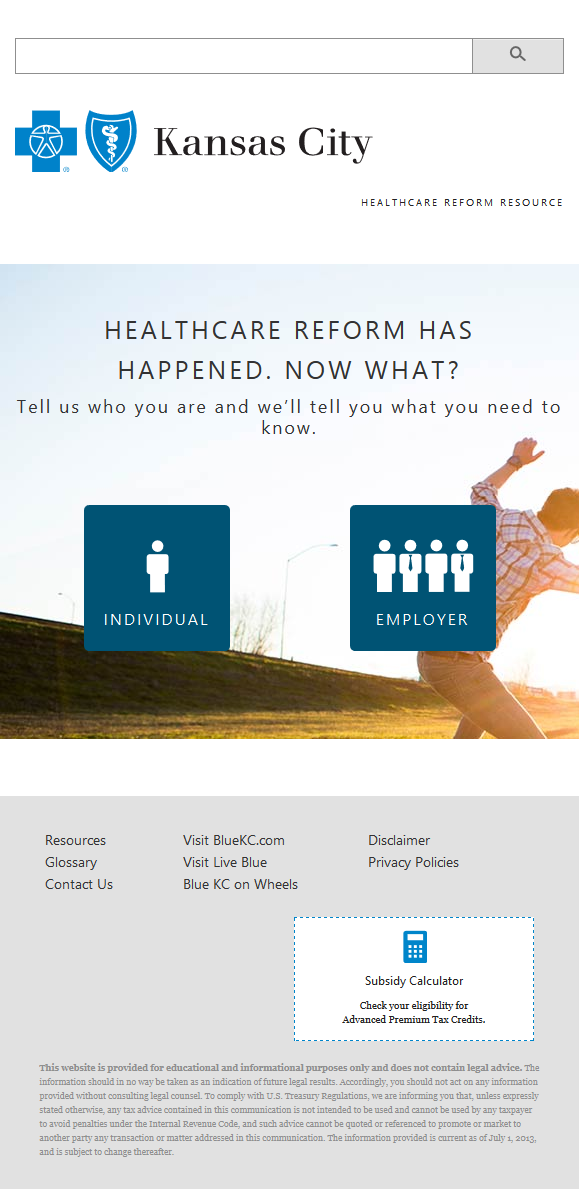 Kansas City
HEALTHCARE REFORM RESOURCE
HEALTHCARE REFORM HAS
HAPPENED. NOW WHAT?
Tell us who you are and we’ll tell you what you need to
know.
INDIVIDUAL
EMPLOYER
Resources
Glossary
Contact Us
Visit BlueKC.com
Visit Live Blue
Blue KC on Wheels
Disclaimer
Privacy Policies
Subsidy Calculator
Check your eligibility for
Advanced Premium Tax Credits.
This website is provided for educational and informational purposes only and does not contain legal advice. The
information should in no way be taken as an indication of future legal results. Accordingly, you should not act on any information
provided without consulting legal counsel. To comply with U.S. Treasury Regulations, we are informing you that, unless expressly
stated otherwise, any tax advice contained in this communication is not intended to be used and cannot be used by any taxpayer
to avoid penalties under the Internal Revenue Code, and such advice cannot be quoted or referenced to promote or market to
another party any transaction or matter addressed in this communication. The information provided is current as of July 1, 2013,
and is subject to change thereafter.